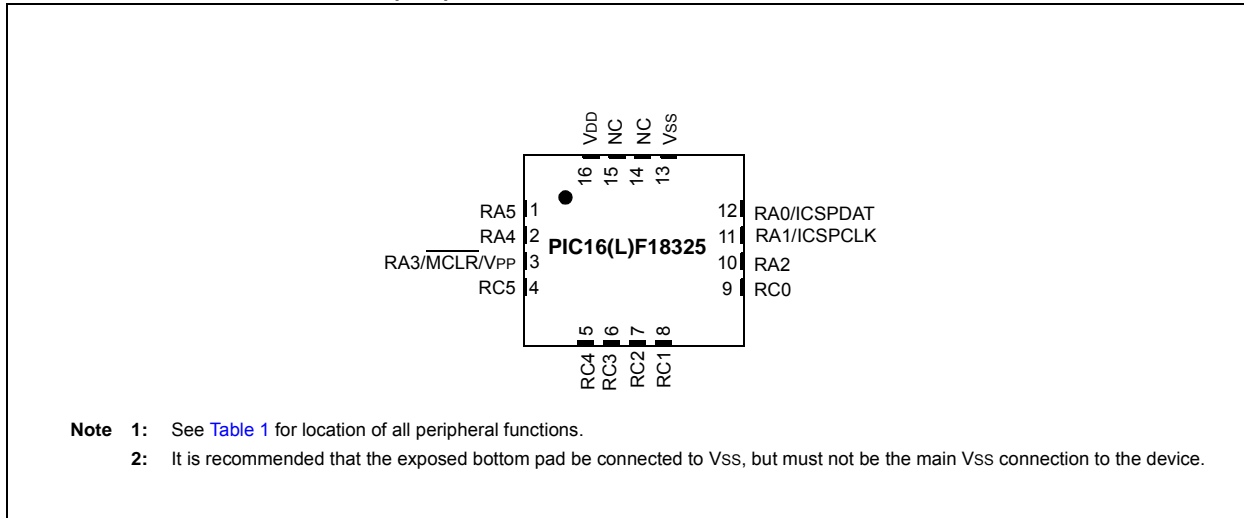 VDD
NC
NC
VSS
16
15
14
13
RA5 1
RA4 2
RA3/MCLR/VPP 3
RC5 4
PIC16(L)F18325
12 RA0/ICSPDAT
11 RA1/ICSPCLK
10 RA2
9 RC0
5
6
7
8
RC4
RC3
RC2
RC1
Note 1: See Table 1 for location of all peripheral functions.
2: It is recommended that the exposed bottom pad be connected to VSS, but must not be the main VSS connection to the device.